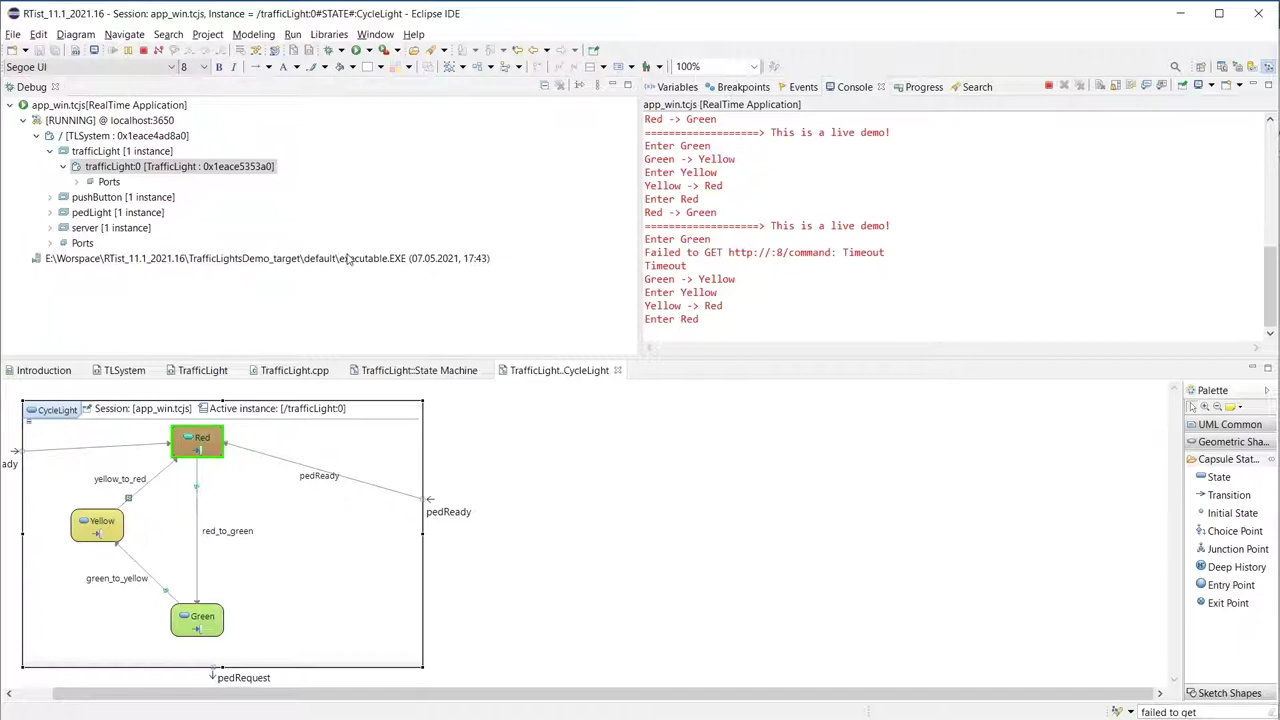 RTist_11.1_2021.16 - Session: app_win.tcjs, Instance = /trafficLight:0#STATE#:CycleLight - Eclipse IDE
File Edit Diagram Navigate Search Project Modeling Run Libraries Window Help
Segoe UI 8 B I A 100%
Debug
app_win.tcjs[RealTime Application]
[RUNNING] @ localhost:3650
/ [TLSystem : 0x1eace4ad8a0]
trafficLight [1 instance]
trafficLight:0 [TrafficLight : 0x1eace5353a0]
Ports
pushButton [1 instance]
pedLight [1 instance]
server [1 instance]
Ports
E:\Worspace\RTist_11.1_2021.16\TrafficLightsDemo_target\default\executable.EXE (07.05.2021, 17:43)
Variables Breakpoints Events Console Progress Search
app_win.tcjs [RealTime Application]
Red -> Green
===================> This is a live demo!
Enter Green
Green -> Yellow
Enter Yellow
Yellow -> Red
Enter Red
Red -> Green
===================> This is a live demo!
Enter Green
Failed to GET http://:8/command: Timeout
Timeout
Green -> Yellow
Enter Yellow
Yellow -> Red
Enter Red
Introduction TLSystem TrafficLight TrafficLight.cpp TrafficLight::State Machine TrafficLight..CycleLight
CycleLight Session: [app_win.tcjs] Active instance: [/trafficLight:0]
Red
ady
yellow_to_red
pedReady
pedReady
Yellow
red_to_green
green_to_yellow
Green
pedRequest
Palette
UML Common
Geometric Sha...
Capsule Stat...
State
Transition
Initial State
Choice Point
Junction Point
Deep History
Entry Point
Exit Point
Sketch Shapes
failed to get